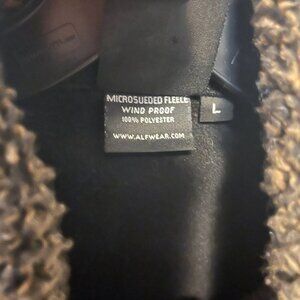 MICROSUEDED FLEECE
WIND PROOF
100% POLYESTER
WWW.ALFWEAR.COM
L